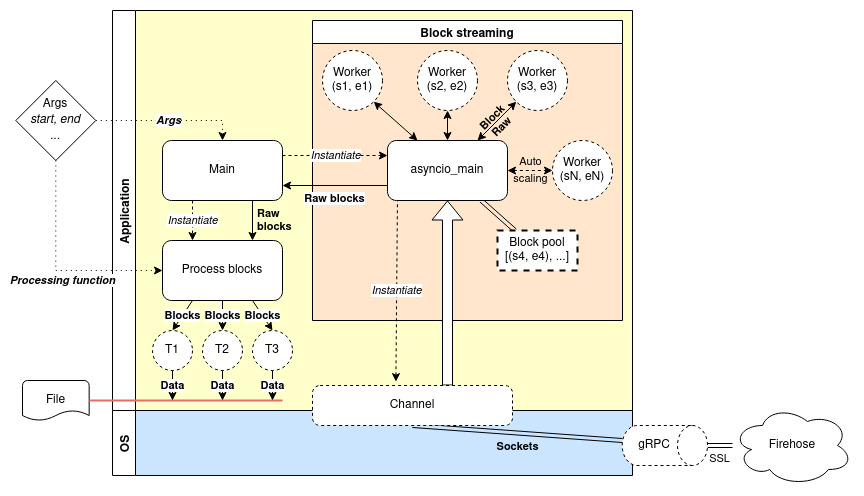 Block streaming
Worker
(s1, e1)
Worker
(s2, e2)
Worker
(s3, e3)
Args
start, end
...
Args
Block
Raw
Main
Instantiate
asyncio_main
Auto
scaling
Worker
(sN, eN)
Raw blocks
Application
Instantiate
Raw
blocks
Block pool
[(s4, e4), ...]
Process blocks
Processing function
Instantiate
Blocks
Blocks
Blocks
T1
T2
T3
Data
Data
Data
File
Channel
OS
Sockets
gRPC
SSL
Firehose